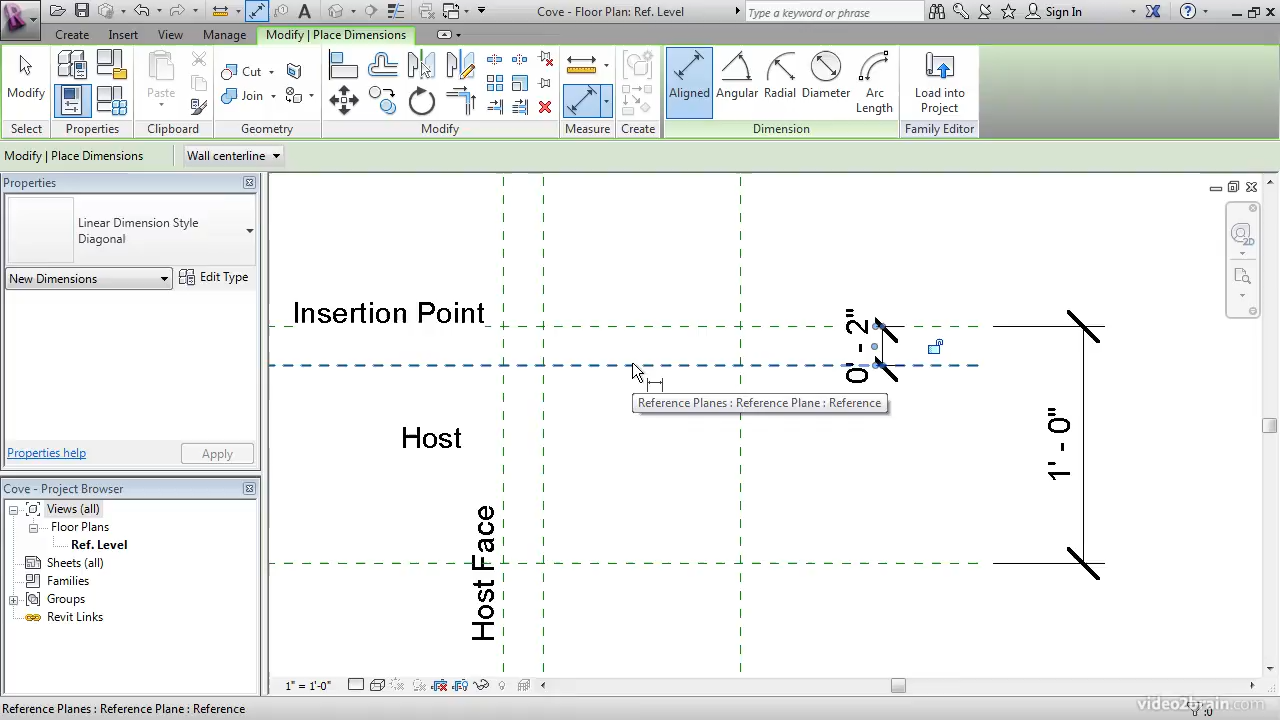 Cove - Floor Plan: Ref. Level
Type a keyword or phrase
Sign In
Create
Insert
View
Manage
Modify | Place Dimensions
Modify
Paste
Cut
Join
Aligned
Angular
Radial
Diameter
Arc
Length
Load into
Project
Select
Properties
Clipboard
Geometry
Modify
Measure
Create
Dimension
Family Editor
Modify | Place Dimensions
Wall centerline
Properties
Linear Dimension Style
Diagonal
New Dimensions
Edit Type
Properties help
Apply
Cove - Project Browser
Views (all)
Floor Plans
Ref. Level
Sheets (all)
Families
Groups
Revit Links
Insertion Point
Host
Host Face
0' - 2"
1' - 0"
Reference Planes : Reference Plane : Reference
2D
1" = 1'-0"
Reference Planes : Reference Plane : Reference
video2brain.com